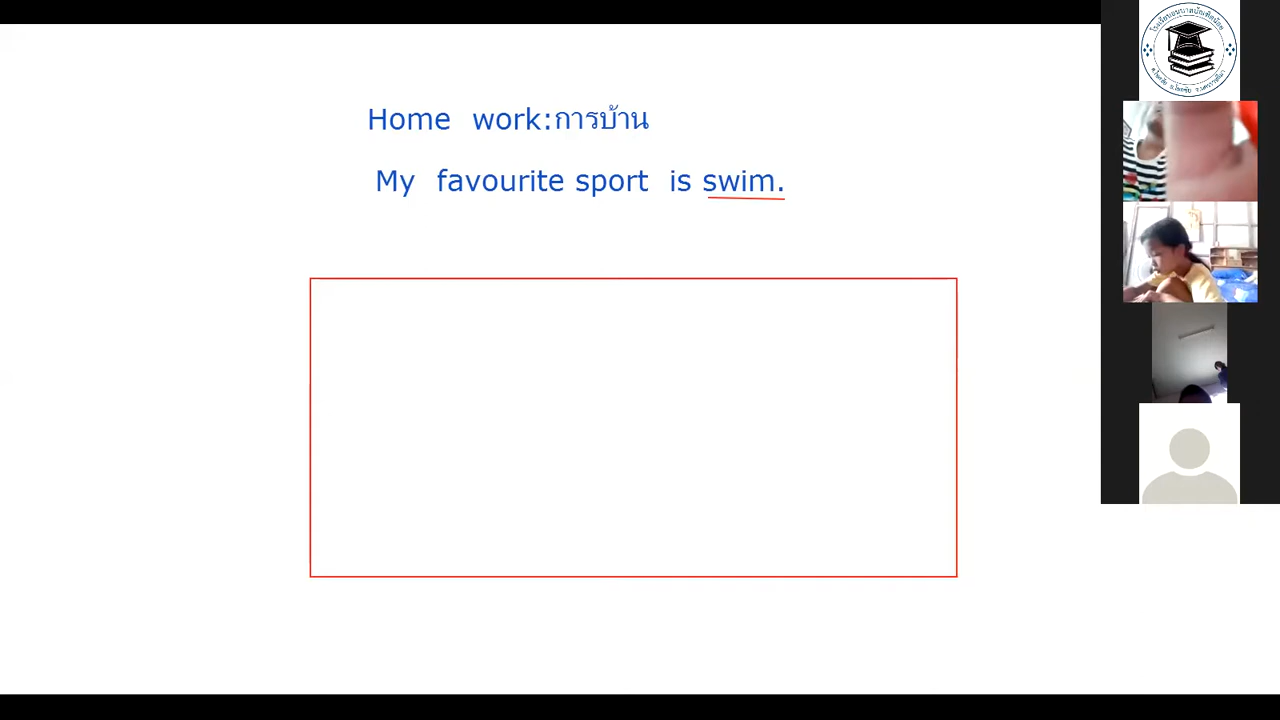 Home work:การบ้าน
My favourite sport is swim.